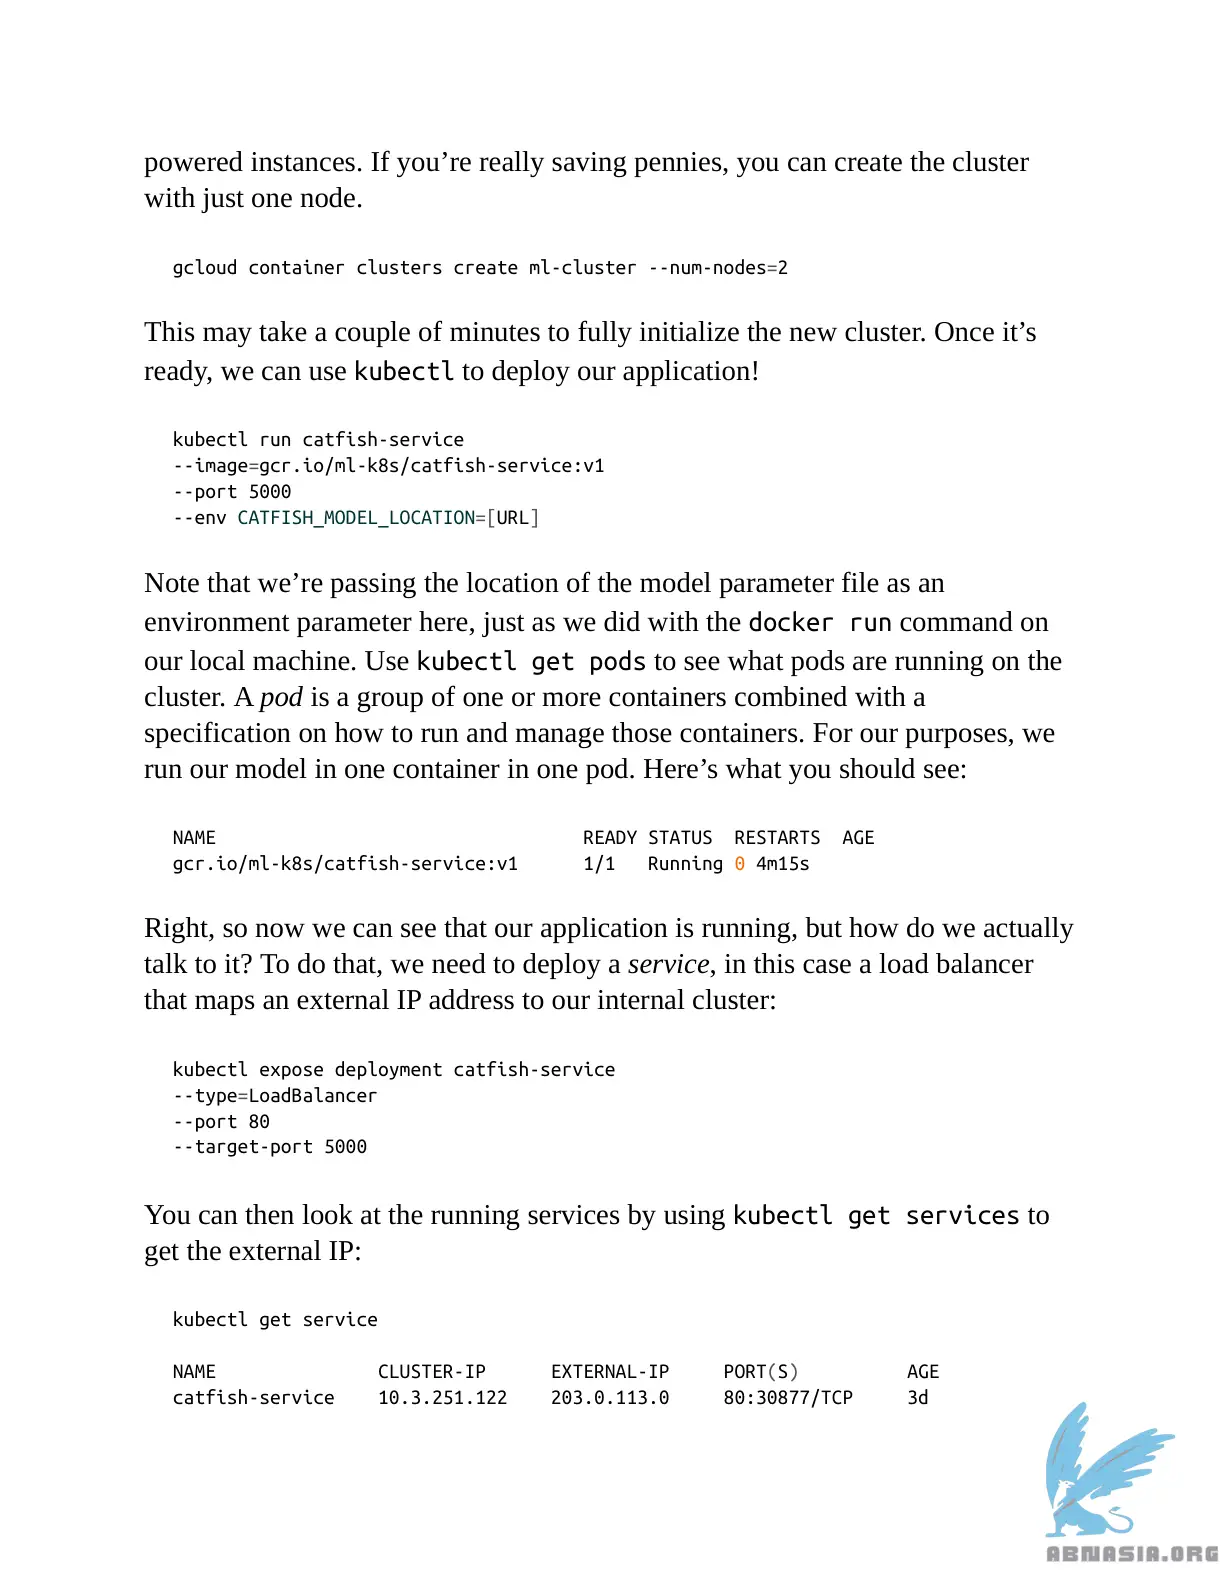 powered instances. If you’re really saving pennies, you can create the cluster
with just one node.
gcloud container clusters create ml-cluster --num-nodes=2
This may take a couple of minutes to fully initialize the new cluster. Once it’s
ready, we can use kubectl to deploy our application!
kubectl run catfish-service
--image=gcr.io/ml-k8s/catfish-service:v1
--port 5000
--env CATFISH_MODEL_LOCATION=[URL]
Note that we’re passing the location of the model parameter file as an
environment parameter here, just as we did with the docker run command on
our local machine. Use kubectl get pods to see what pods are running on the
cluster. A pod is a group of one or more containers combined with a
specification on how to run and manage those containers. For our purposes, we
run our model in one container in one pod. Here’s what you should see:
NAME READY STATUS RESTARTS AGE
gcr.io/ml-k8s/catfish-service:v1 1/1 Running 0 4m15s
Right, so now we can see that our application is running, but how do we actually
talk to it? To do that, we need to deploy a service, in this case a load balancer
that maps an external IP address to our internal cluster:
kubectl expose deployment catfish-service
--type=LoadBalancer
--port 80
--target-port 5000
You can then look at the running services by using kubectl get services to
get the external IP:
kubectl get service
NAME CLUSTER-IP EXTERNAL-IP PORT(S) AGE
catfish-service 10.3.251.122 203.0.113.0 80:30877/TCP 3d
ABNASIA.ORG